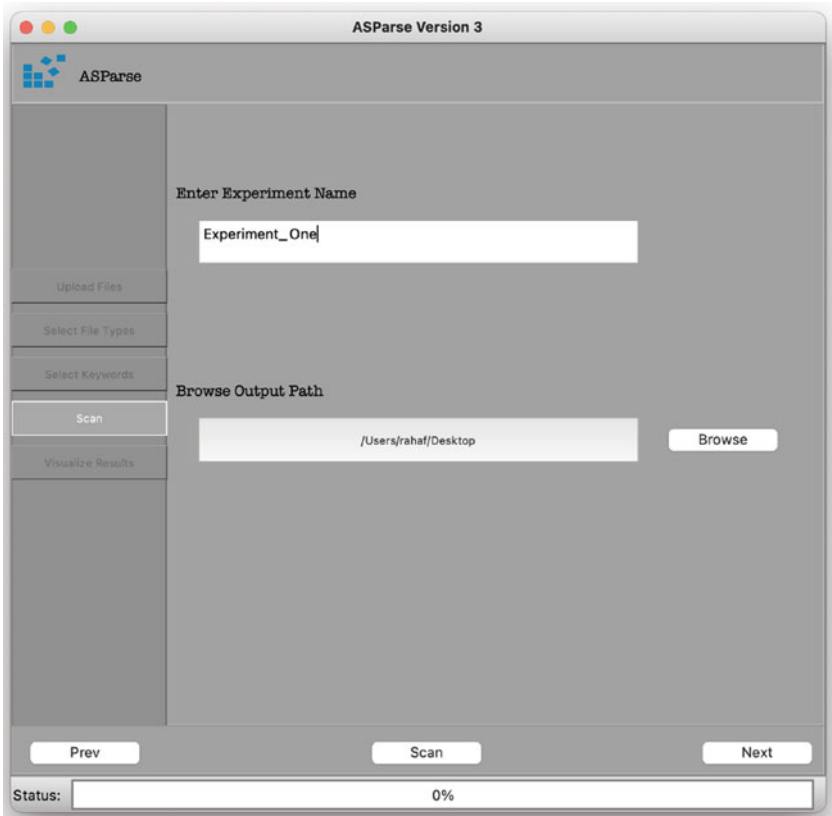 ASParse Version 3
ASParse
Enter Experiment Name
Experiment_One
Upload Files
Select File Types
Select Keywords
Browse Output Path
Scan
/Users/rahaf/Desktop
Browse
Visualize Results
Prev
Scan
Next
Status:
0%